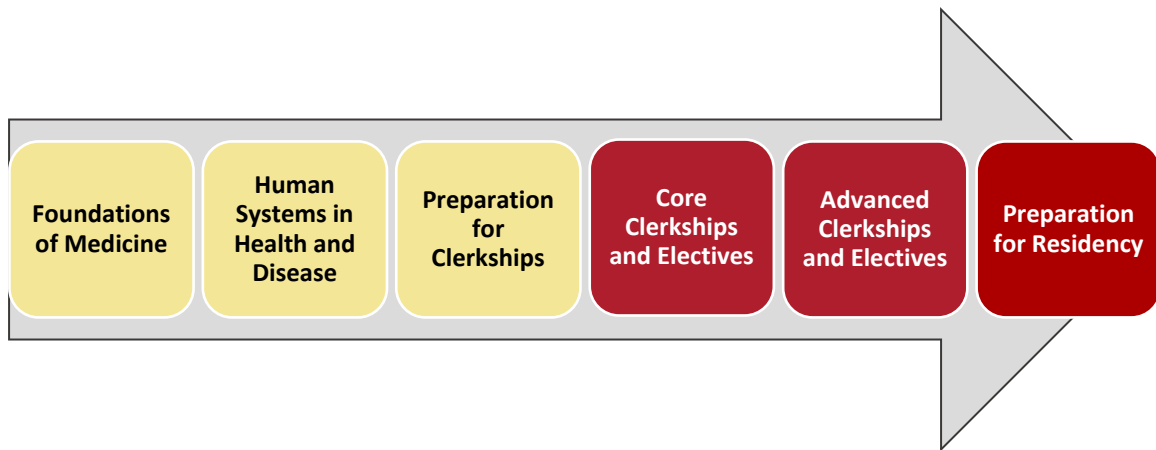 Foundations
of Medicine
Human
Systems in
Health and
Disease
Preparation
for
Clerkships
Core
Clerkships
and Electives
Advanced
Clerkships
and Electives
Preparation
for Residency